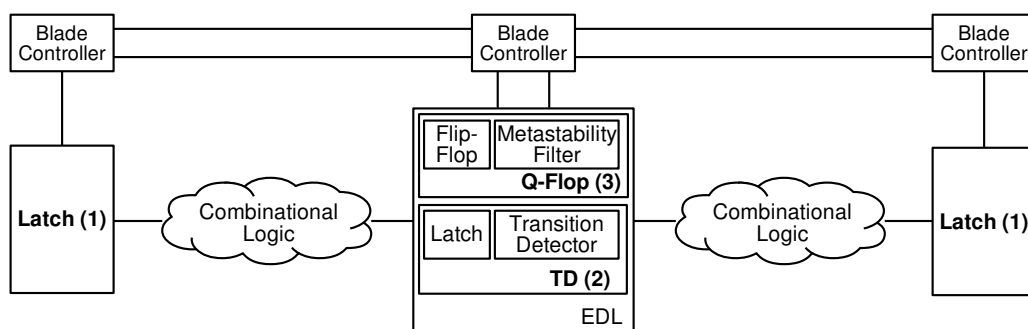 Blade
Controller
Blade
Controller
Blade
Controller
Flip-
Flop
Metastability
Filter
Q-Flop (3)
Latch (1)
Combinational
Logic
Latch
Transition
Detector
TD (2)
EDL
Combinational
Logic
Latch (1)